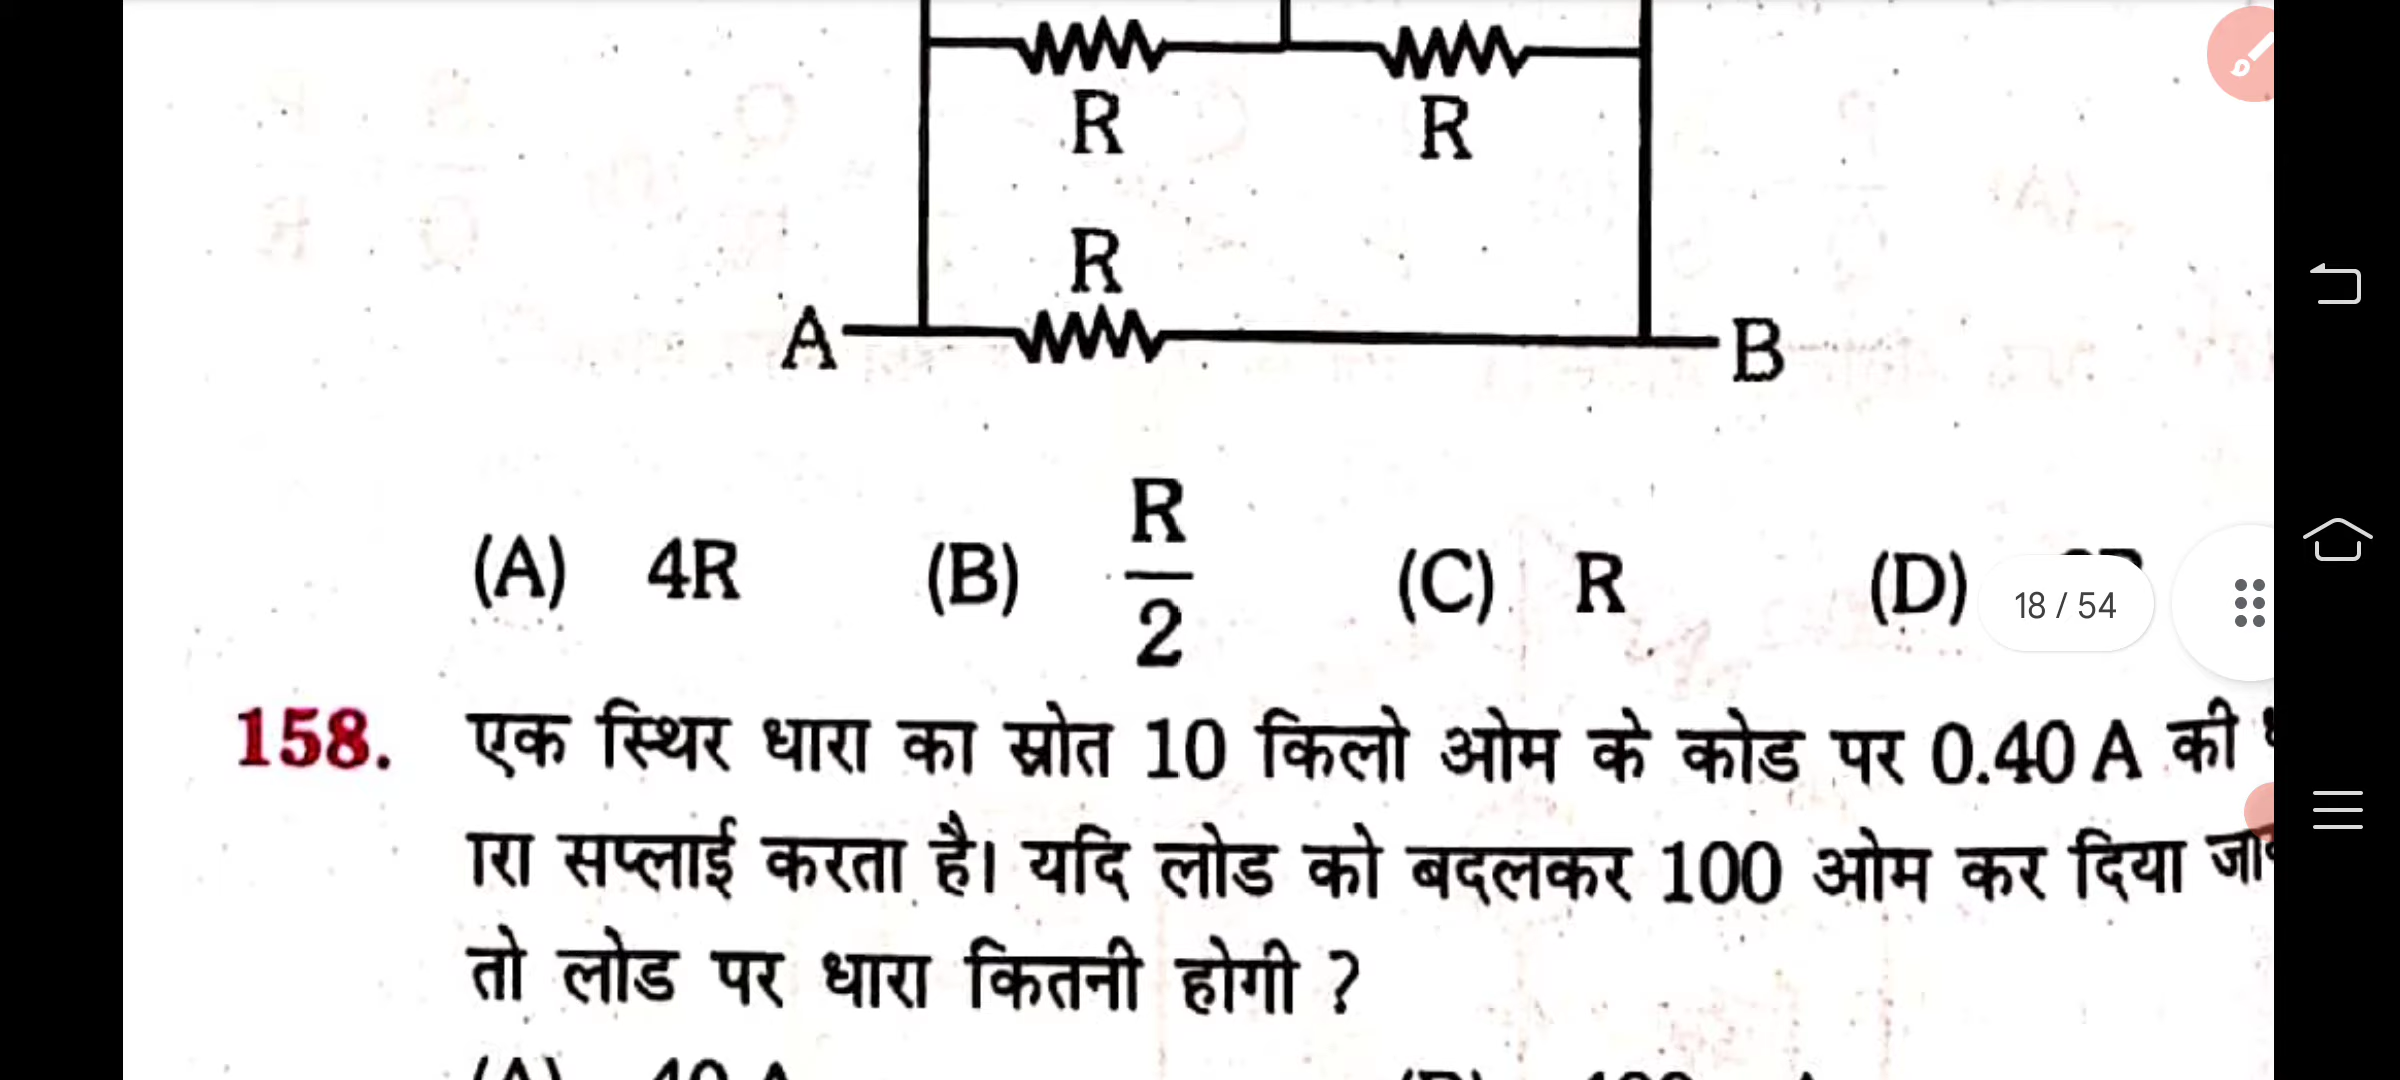 R R
R
A B
(A) 4R (B) R/2 (C) R (D)
18 / 54
158. एक स्थिर धारा का स्रोत 10 किलो ओम के कोड पर 0.40 A की
ारा सप्लाई करता है। यदि लोड को बदलकर 100 ओम कर दिया
तो लोड पर धारा कितनी होगी ?